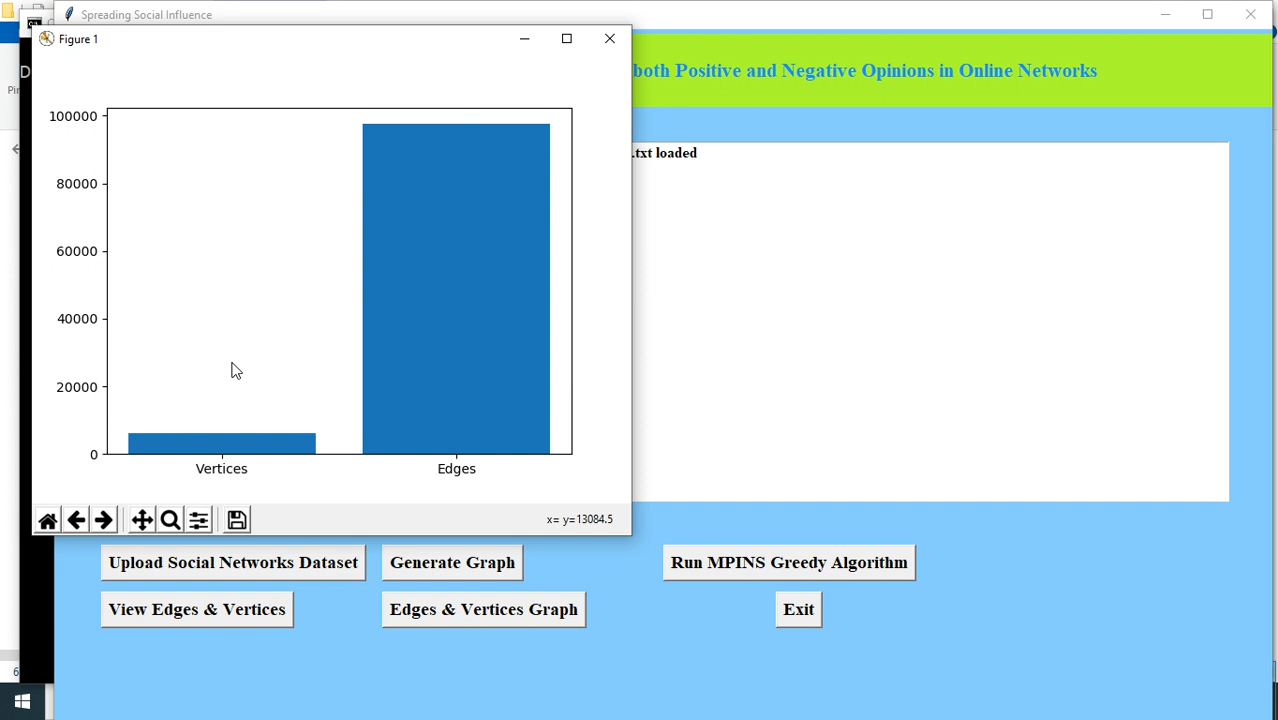 Spreading Social Influence
Figure 1
both Positive and Negative Opinions in Online Networks
.txt loaded
100000
80000
60000
40000
20000
0
Vertices
Edges
x= y=13084.5
Upload Social Networks Dataset
Generate Graph
Run MPINS Greedy Algorithm
View Edges & Vertices
Edges & Vertices Graph
Exit
D
Pin
6